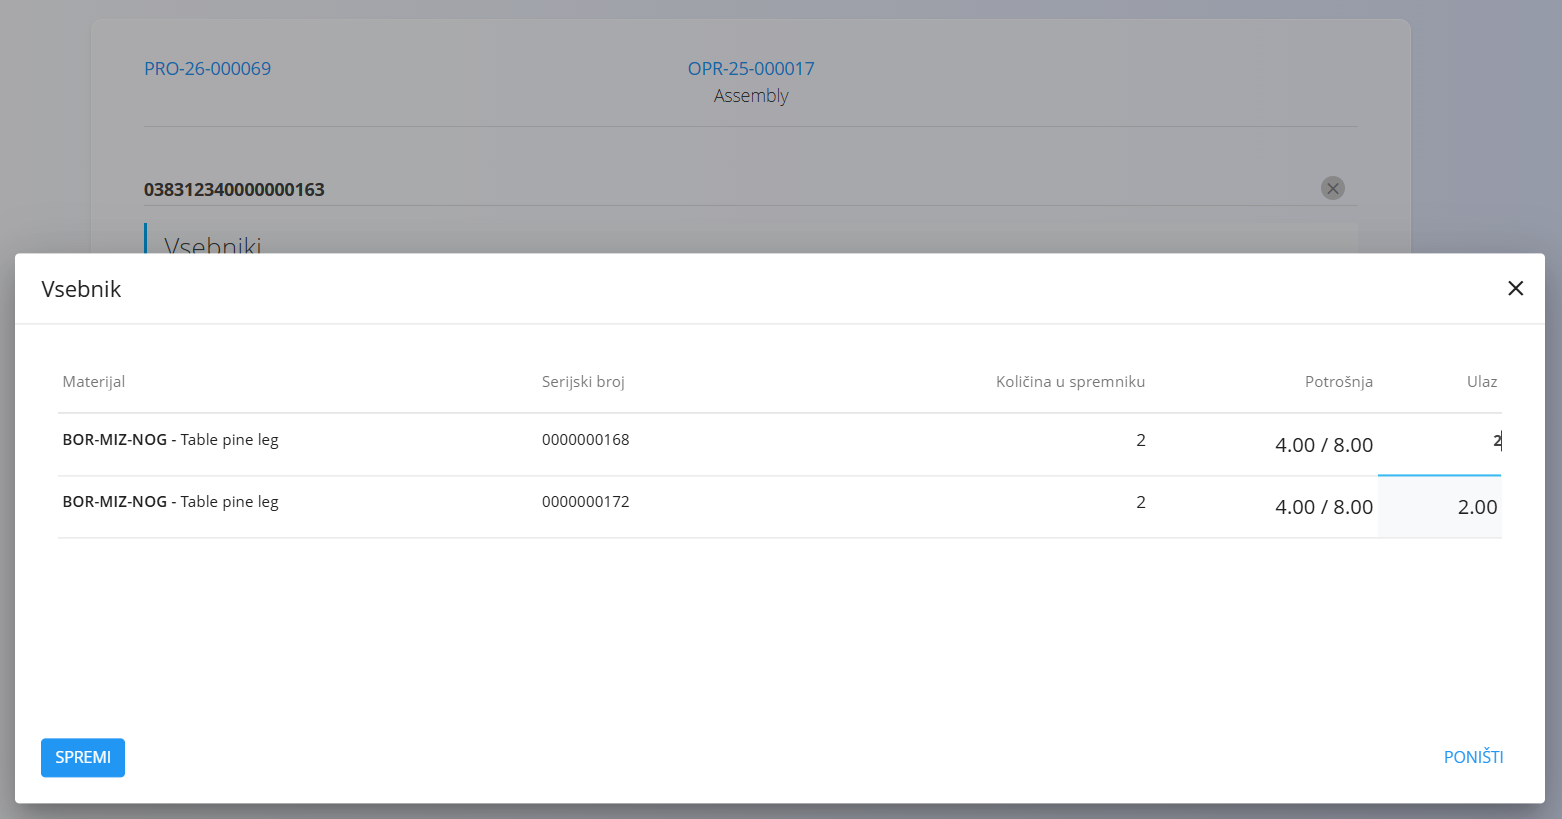 PRO-26-000069 OPR-25-000017
Assembly
038312340000000163
Vsebniki
Vsebnik
Materijal Serijski broj Količina u spremniku Potrošnja Ulaz
BOR-MIZ-NOG - Table pine leg 0000000168 2 4.00 / 8.00 2
BOR-MIZ-NOG - Table pine leg 0000000172 2 4.00 / 8.00 2.00
SPREMI PONIŠTI